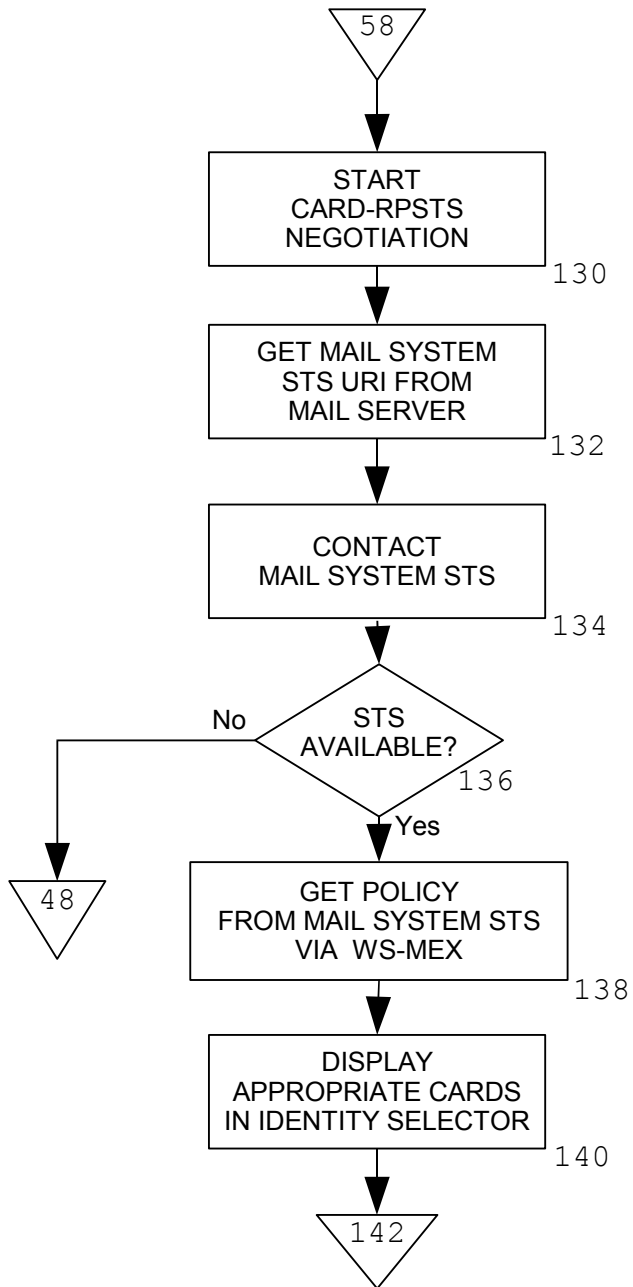 58
START
CARD-RPSTS
NEGOTIATION
130
GET MAIL SYSTEM
STS URI FROM
MAIL SERVER
132
CONTACT
MAIL SYSTEM STS
134
No
STS
AVAILABLE?
136
Yes
48
GET POLICY
FROM MAIL SYSTEM STS
VIA WS-MEX
138
DISPLAY
APPROPRIATE CARDS
IN IDENTITY SELECTOR
140
142